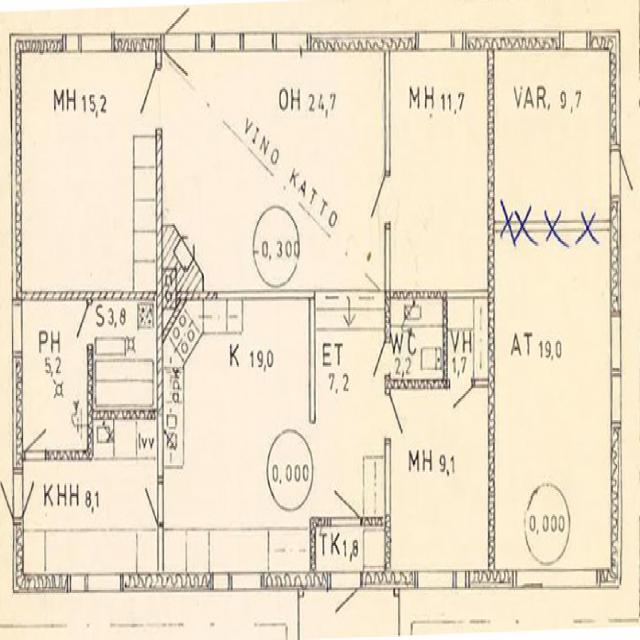 MH 15,2
OH 24,7
MH 11,7
VAR. 9,7
VINO KATTO
-0,300
S 3,8
PH
5,2
K 19,0
ET
7,2
WC
2,2
VH
1,7
AT 19,0
lvv
MH 9,1
KHH 8,1
0,000
0,000
TK 1,8